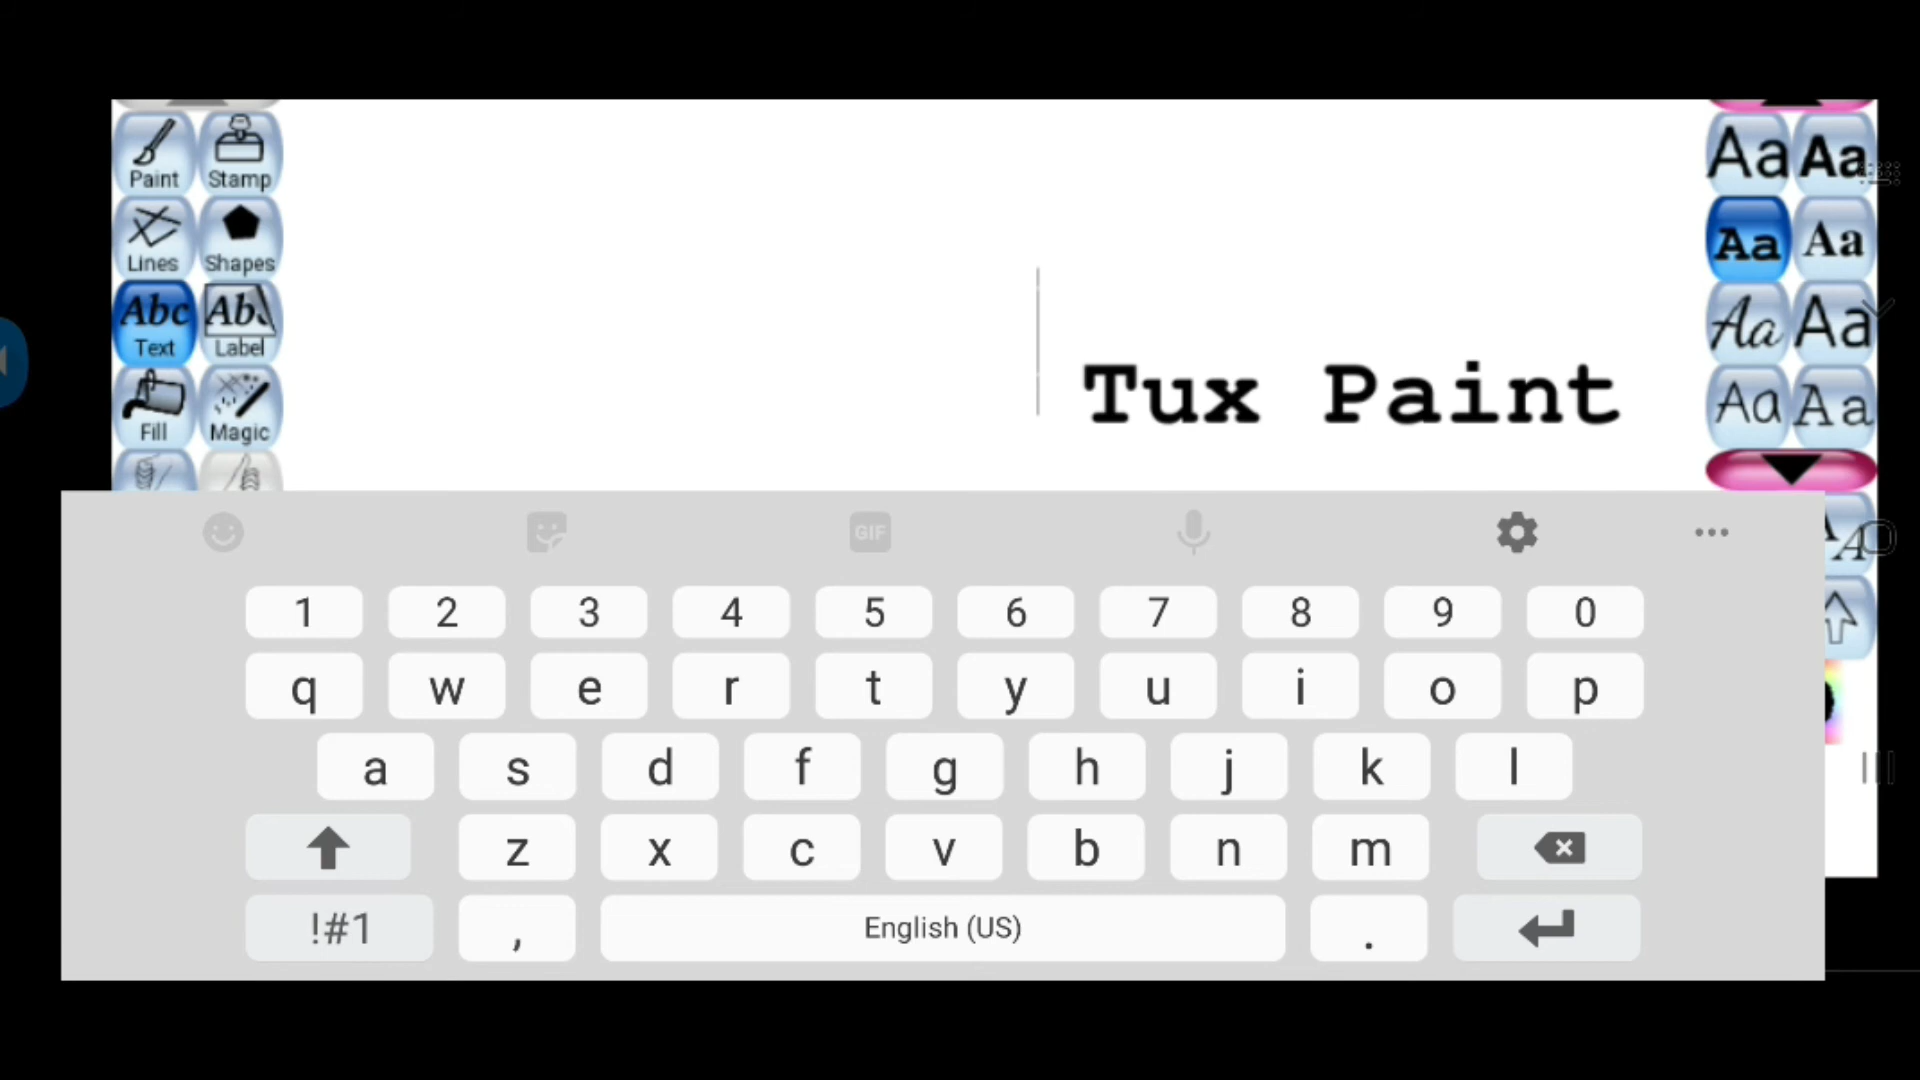 Paint Stamp Aa Aa
Lines Shapes Aa Aa
Abc Text Label Aa Aa
Tux Paint
Fill Magic Aa Aa
GIF
1 2 3 4 5 6 7 8 9 0
q w e r t y u i o p
a s d f g h j k l
z x c v b n m
!#1 , English (US) .